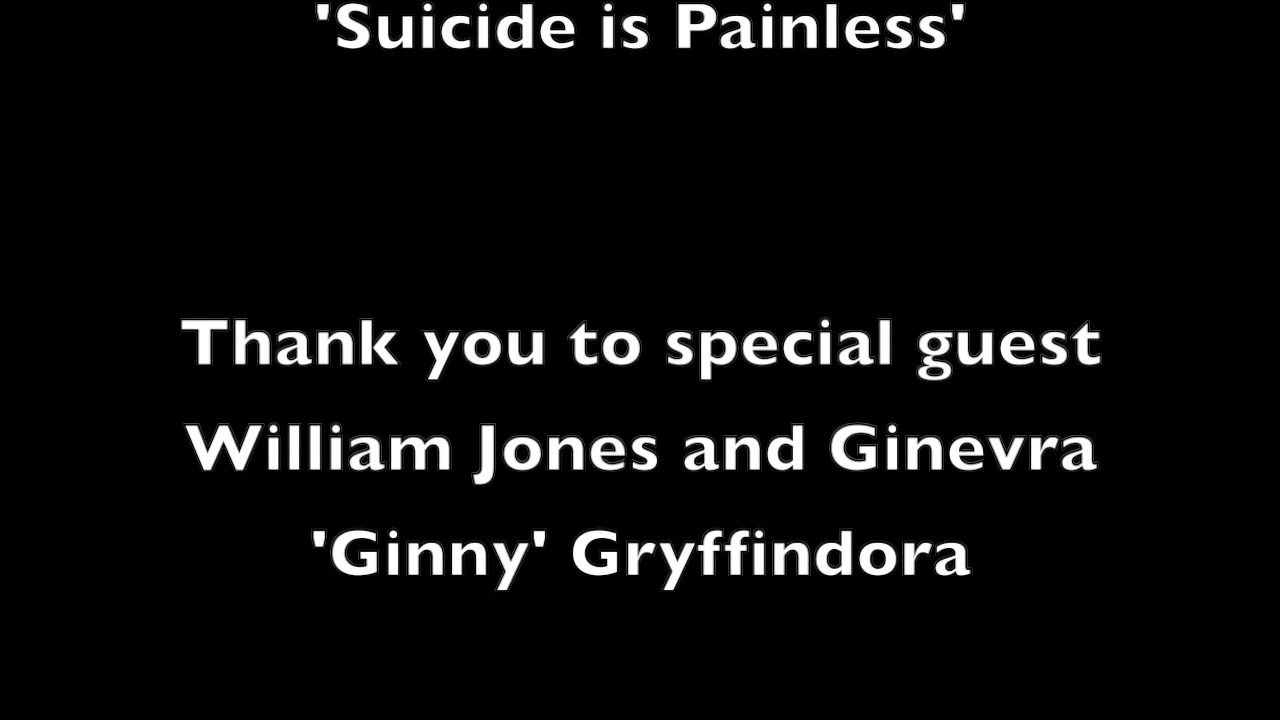 'Suicide is Painless'
Thank you to special guest
William Jones and Ginevra
'Ginny' Gryffindora